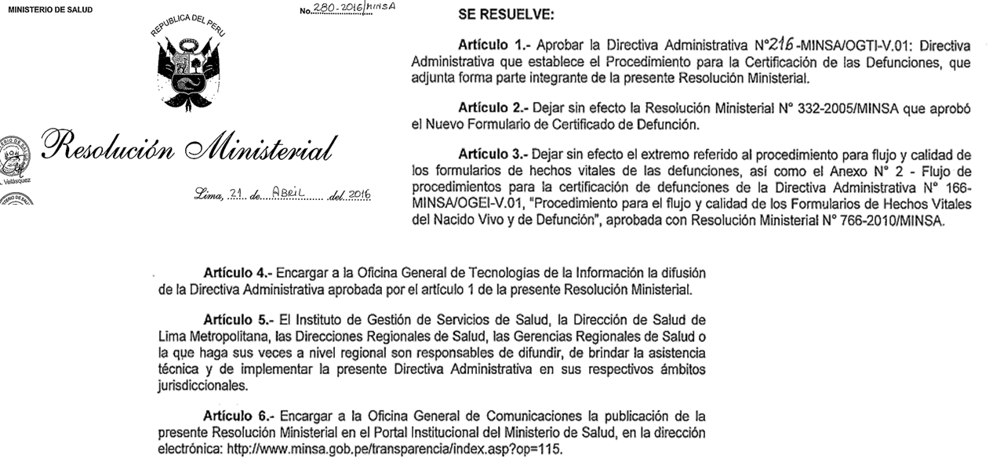 MINISTERIO DE SALUD
No. 280-2016/MINSA
REPUBLICA DEL PERU
Resolución Ministerial
A. Velásquez
Lima, 21 de ABRIL del 2016
SE RESUELVE:
Artículo 1.- Aprobar la Directiva Administrativa N°216-MINSA/OGTI-V.01: Directiva
Administrativa que establece el Procedimiento para la Certificación de las Defunciones, que
adjunta forma parte integrante de la presente Resolución Ministerial.
Artículo 2.- Dejar sin efecto la Resolución Ministerial N° 332-2005/MINSA que aprobó
el Nuevo Formulario de Certificado de Defunción.
Artículo 3.- Dejar sin efecto el extremo referido al procedimiento para flujo y calidad de
los formularios de hechos vitales de las defunciones, así como el Anexo N° 2 - Flujo de
procedimientos para la certificación de defunciones de la Directiva Administrativa N° 166-
MINSA/OGEI-V.01, "Procedimiento para el flujo y calidad de los Formularios de Hechos Vitales
del Nacido Vivo y de Defunción", aprobada con Resolución Ministerial N° 766-2010/MINSA.
Artículo 4.- Encargar a la Oficina General de Tecnologías de la Información la difusión
de la Directiva Administrativa aprobada por el artículo 1 de la presente Resolución Ministerial.
Artículo 5.- El Instituto de Gestión de Servicios de Salud, la Dirección de Salud de
Lima Metropolitana, las Direcciones Regionales de Salud, las Gerencias Regionales de Salud o
la que haga sus veces a nivel regional son responsables de difundir, de brindar la asistencia
técnica y de implementar la presente Directiva Administrativa en sus respectivos ámbitos
jurisdiccionales.
Artículo 6.- Encargar a la Oficina General de Comunicaciones la publicación de la
presente Resolución Ministerial en el Portal Institucional del Ministerio de Salud, en la dirección
electrónica: http://www.minsa.gob.pe/transparencia/index.asp?op=115.